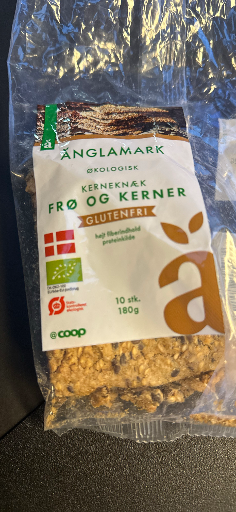 ÄNGLAMARK
ØKOLOGISK
KERNEKNÆK
FRØ OG KERNER
GLUTENFRI
højt fiberindhold
proteinkilde
10 stk.
180g
coop